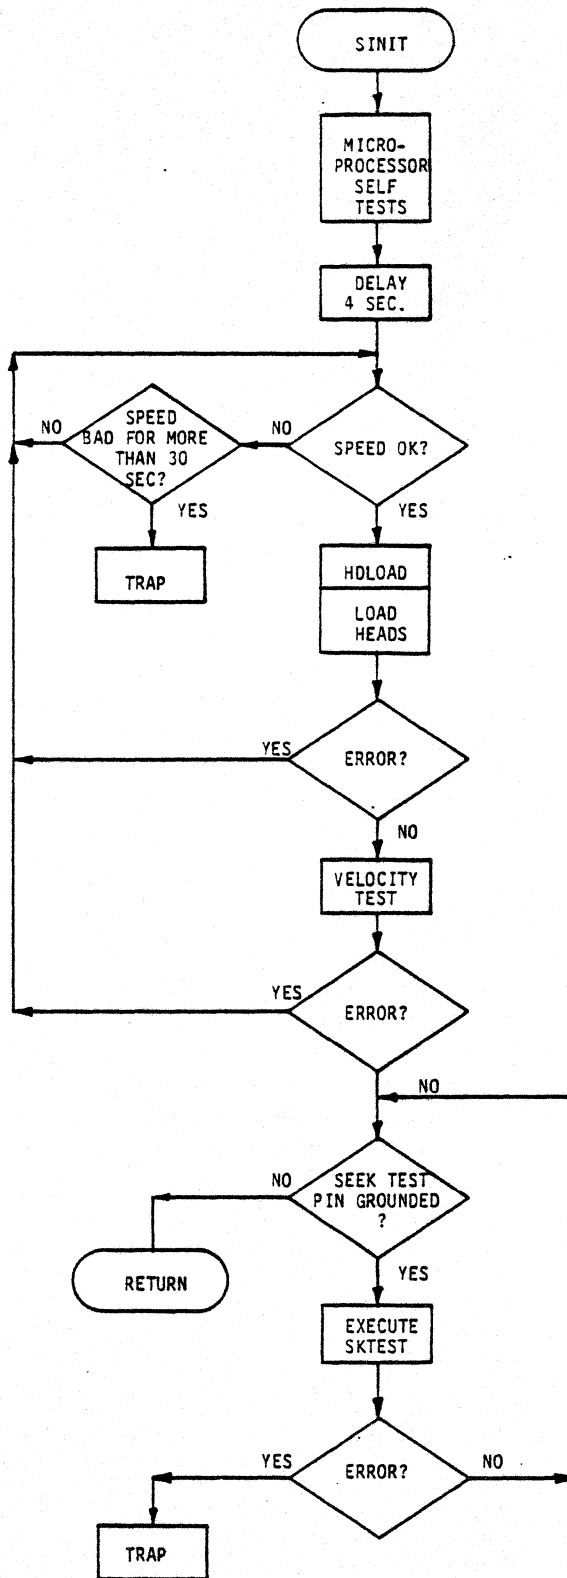 SINIT
MICRO-
PROCESSOR
SELF
TESTS
DELAY
4 SEC.
SPEED
BAD FOR MORE
THAN 30
SEC?
NO
NO
SPEED OK?
YES
YES
TRAP
HDLOAD
LOAD
HEADS
YES
ERROR?
NO
VELOCITY
TEST
YES
ERROR?
NO
NO
SEEK TEST
PIN GROUNDED
?
RETURN
YES
EXECUTE
SKTEST
YES
ERROR?
NO
TRAP